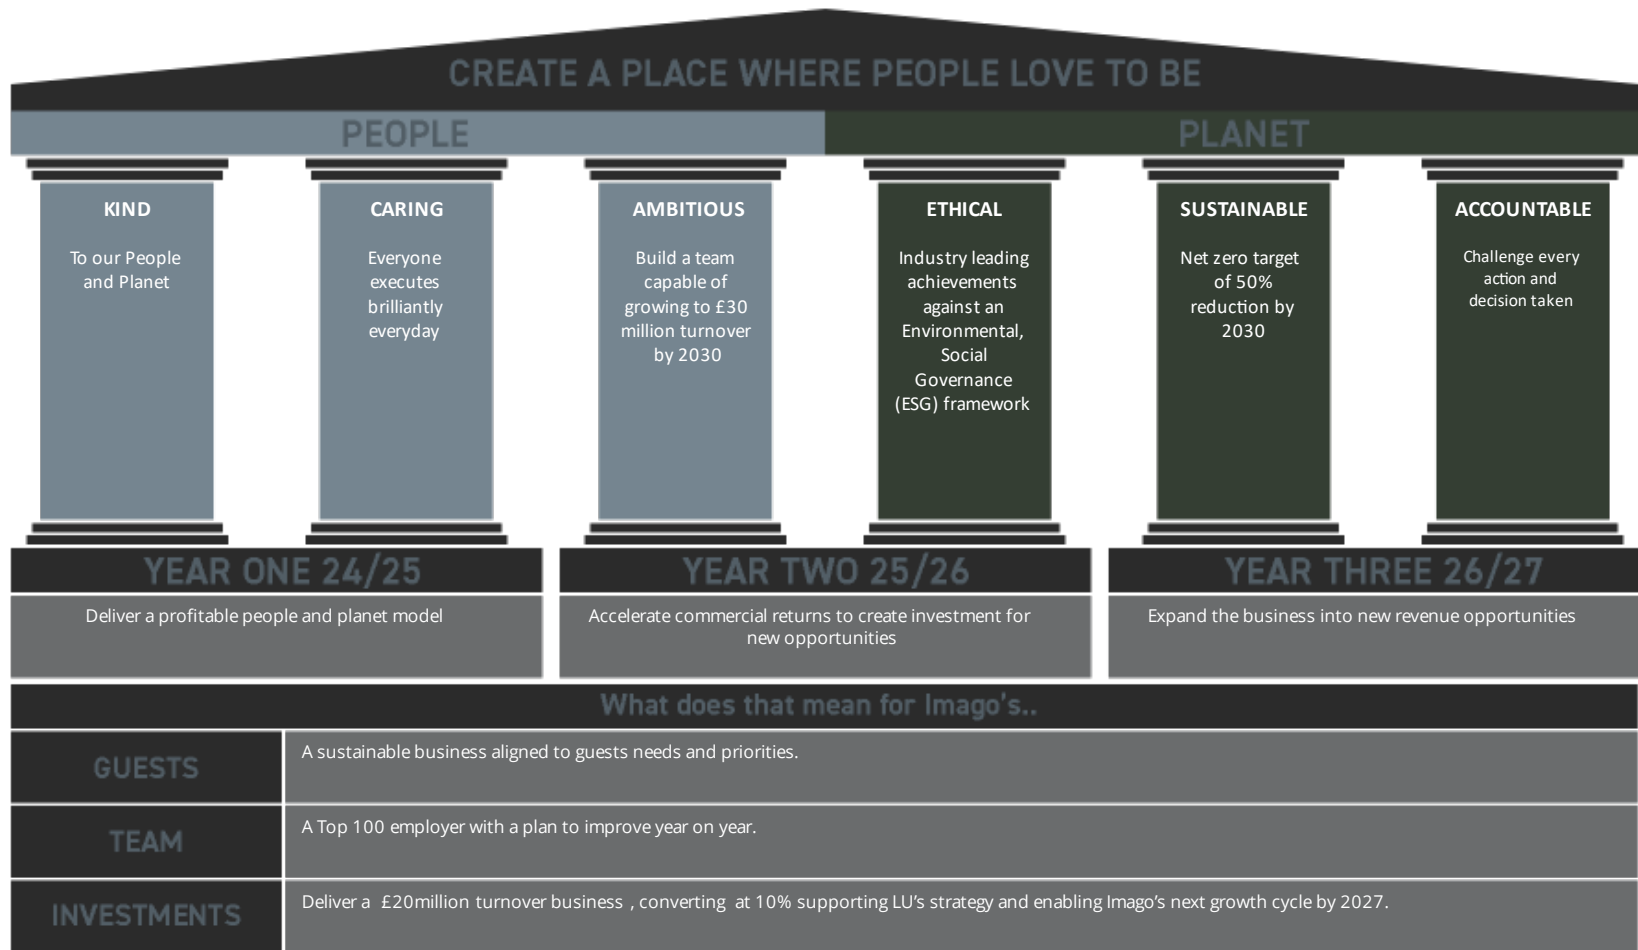 CREATE A PLACE WHERE PEOPLE LOVE TO BE
PEOPLE
PLANET
KIND
To our People
and Planet
CARING
Everyone
executes
brilliantly
everyday
AMBITIOUS
Build a team
capable of
growing to £30
million turnover
by 2030
ETHICAL
Industry leading
achievements
against an
Environmental,
Social
Governance
(ESG) framework
SUSTAINABLE
Net zero target
of 50%
reduction by
2030
ACCOUNTABLE
Challenge every
action and
decision taken
YEAR ONE 24/25
Deliver a profitable people and planet model
YEAR TWO 25/26
Accelerate commercial returns to create investment for
new opportunities
YEAR THREE 26/27
Expand the business into new revenue opportunities
What does that mean for Imago's..
GUESTS
A sustainable business aligned to guests needs and priorities.
TEAM
A Top 100 employer with a plan to improve year on year.
INVESTMENTS
Deliver a £20million turnover business , converting at 10% supporting LU's strategy and enabling Imago's next growth cycle by 2027.